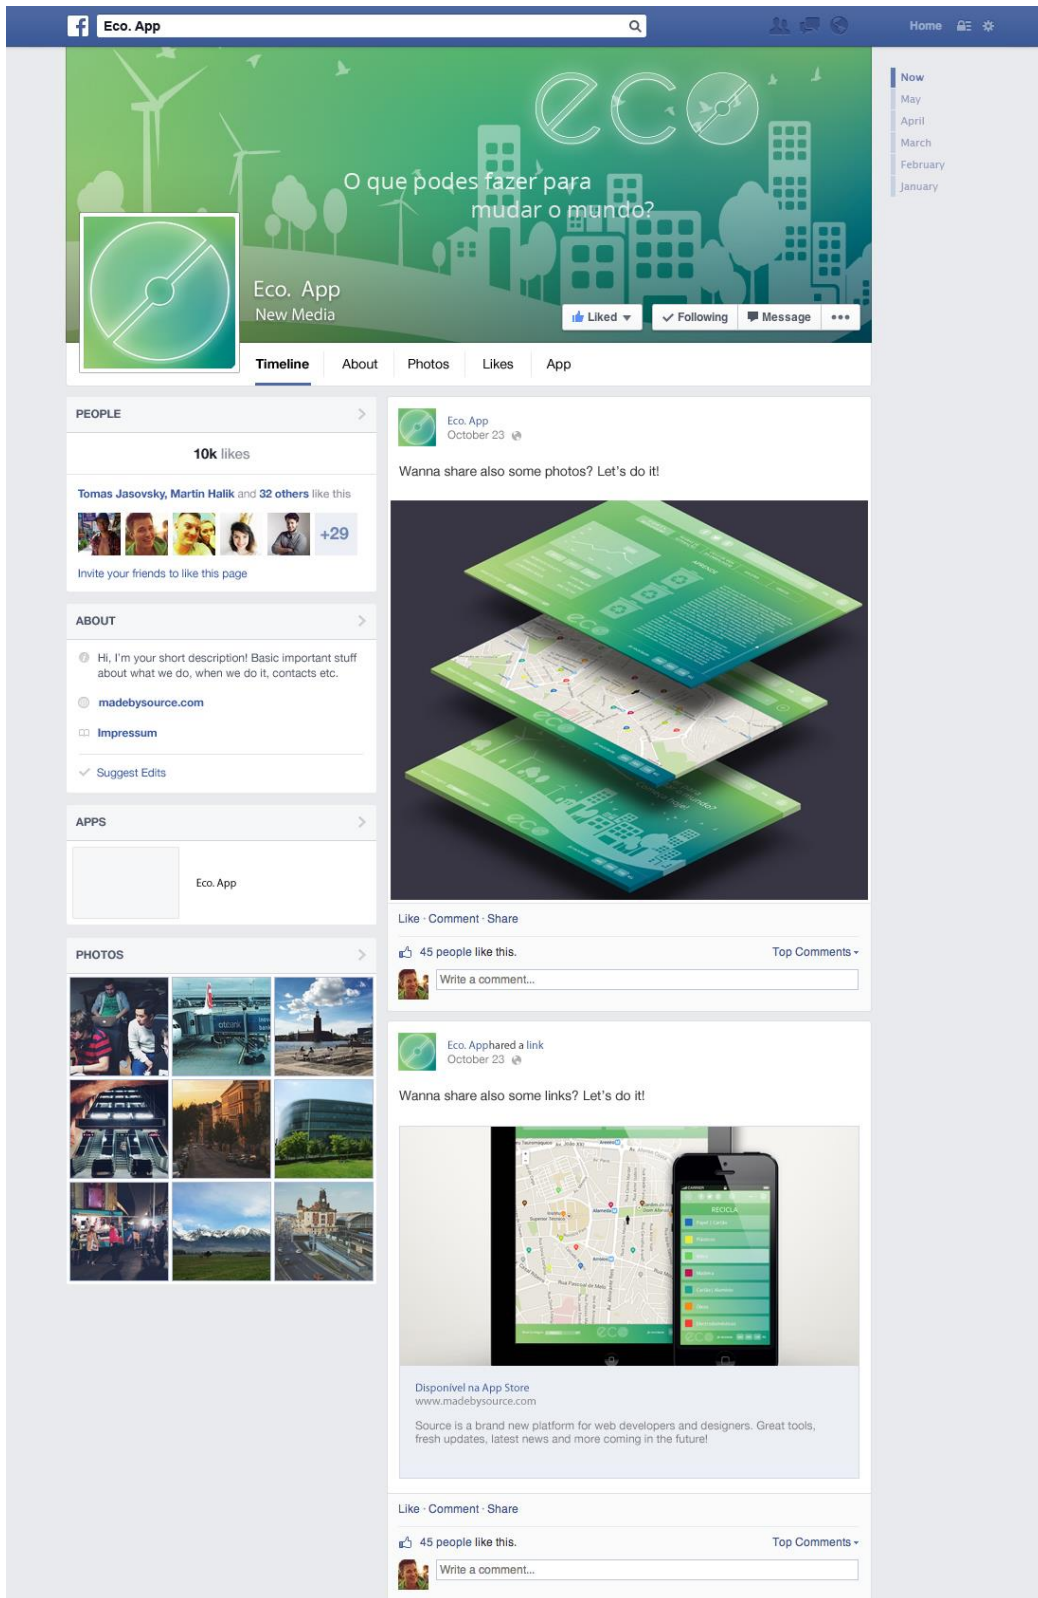 Eco. App
Home
eco
Now
May
April
March
February
January
O que podes fazer para
mudar o mundo?
Eco. App
New Media
Liked
Following
Message
Timeline
About
Photos
Likes
App
PEOPLE
10k likes
Tomas Jasovsky, Martin Halik and 32 others like this
+29
Invite your friends to like this page
ABOUT
Hi, I'm your short description! Basic important stuff
about what we do, when we do it, contacts etc.
madebysource.com
Impressum
Suggest Edits
APPS
Eco. App
PHOTOS
Eco. App
October 23
Wanna share also some photos? Let's do it!
APRENDE
eco
eco
eco
Like · Comment · Share
45 people like this.
Top Comments
Write a comment...
Eco. Apphared a link
October 23
Wanna share also some links? Let's do it!
Alameda
RECICLA
eco
eco
Disponível na App Store
www.madebysource.com
Source is a brand new platform for web developers and designers. Great tools,
fresh updates, latest news and more coming in the future!
Like · Comment · Share
45 people like this.
Top Comments
Write a comment...